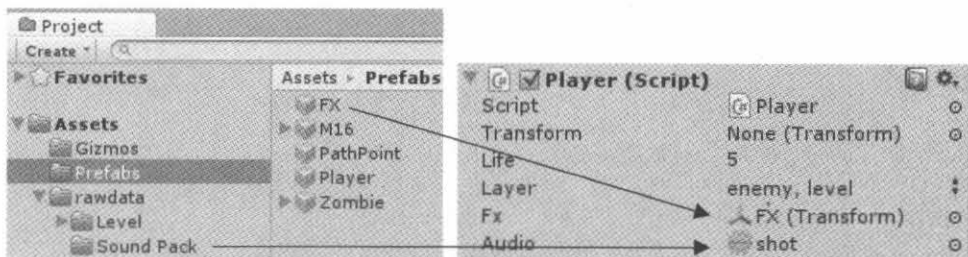 Project
Create
Favorites
Assets
Gizmos
Prefabs
rawdata
Level
Sound Pack
Assets Prefabs
FX
M16
PathPoint
Player
Zombie
Player (Script)
Script Player
Transform None (Transform)
Life 5
Layer enemy, level
Fx FX (Transform)
Audio shot